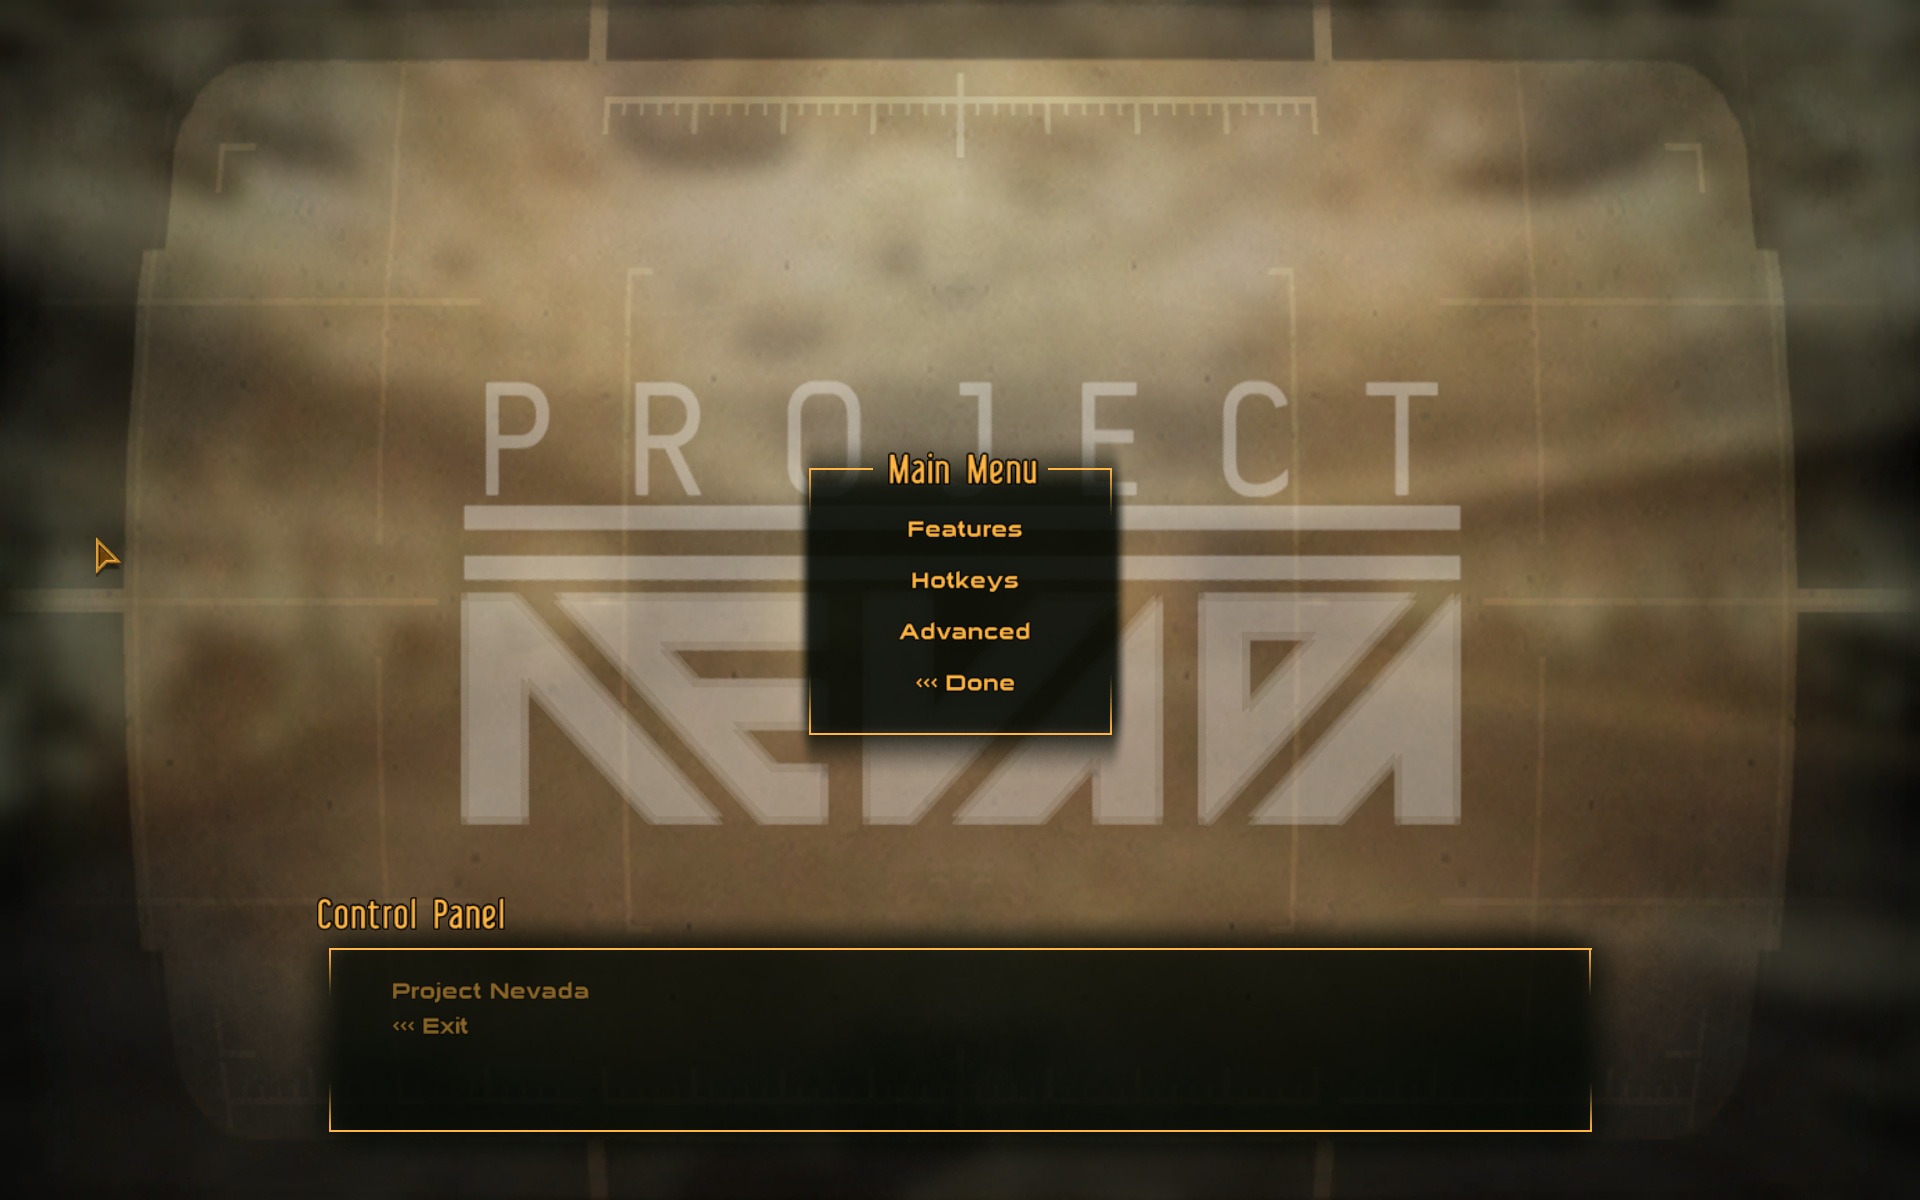 PROJECT
NEVADA
Main Menu
Features
Hotkeys
Advanced
‹‹‹ Done
Control Panel
Project Nevada
‹‹‹ Exit